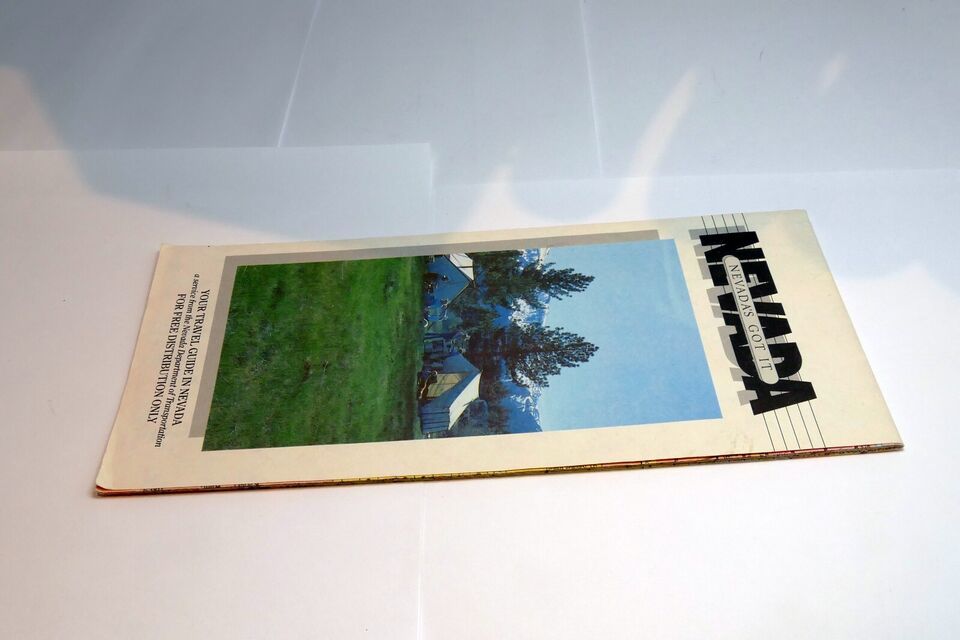 NEVADA
NEVADA'S GOT IT
YOUR TRAVEL GUIDE IN NEVADA
a service from the Nevada Department of Transportation
FOR FREE DISTRIBUTION ONLY